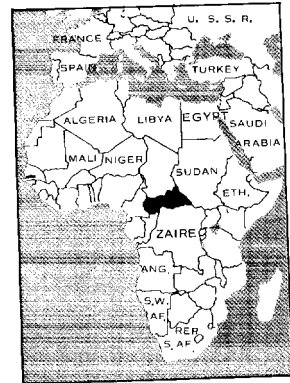 U. S. S. R.
FRANCE
SPAIN
TURKEY
ALGERIA
LIBYA
EGYPT
SAUDI
ARABIA
MALI
NIGER
SUDAN
ETH.
ZAIRE
ANG.
S.W.
AF.
REP.
S. AF.